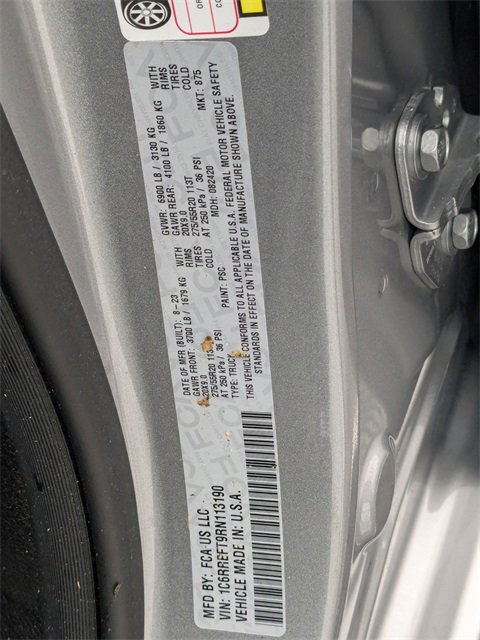 MFD BY: FCA US LLC
DATE OF MFR (BUILT): 8-23
GVWR: 6900 LB / 3130 KG
GAWR FRONT: 3700 LB / 1679 KG WITH
GAWR REAR: 4100 LB / 1860 KG WITH
20X9.0 RIMS
20X9.0 RIMS
275/55R20 113T TIRES
275/55R20 113T TIRES
AT 250 kPa / 36 PSI COLD
AT 250 kPa / 36 PSI COLD
VIN: 1C6RREFT9RN113190
TYPE: TRUCK
PAINT: PSC
MDH: 082420
MKT: 875
VEHICLE MADE IN: U.S.A.
THIS VEHICLE CONFORMS TO ALL APPLICABLE U.S.A. FEDERAL MOTOR VEHICLE SAFETY
STANDARDS IN EFFECT ON THE DATE OF MANUFACTURE SHOWN ABOVE.